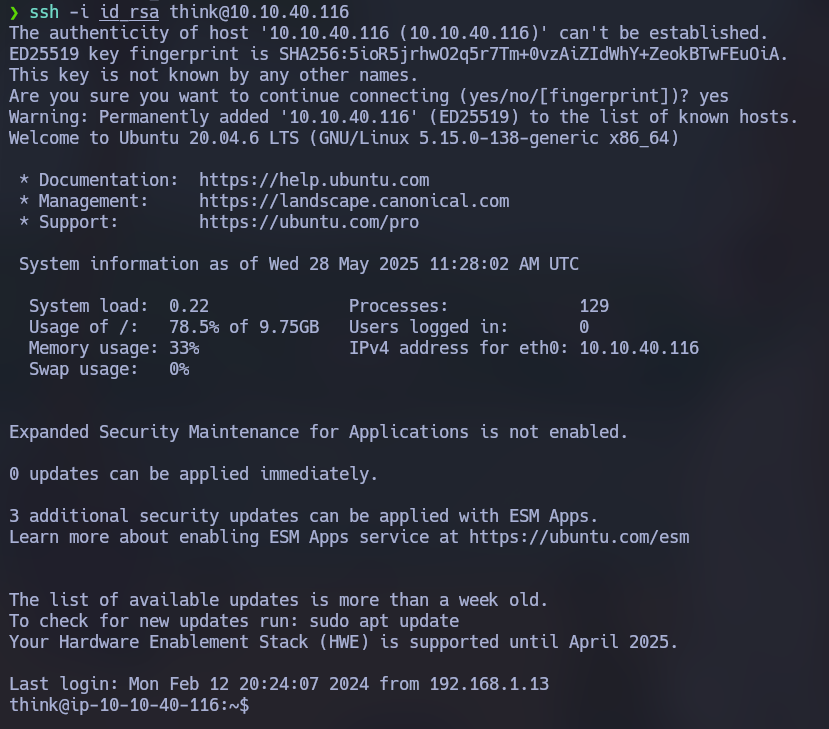 ❯ ssh -i id_rsa think@10.10.40.116
The authenticity of host '10.10.40.116 (10.10.40.116)' can't be established.
ED25519 key fingerprint is SHA256:5ioR5jrhwO2q5r7Tm+0vzAiZIdWhY+ZeokBTwFEuOiA.
This key is not known by any other names.
Are you sure you want to continue connecting (yes/no/[fingerprint])? yes
Warning: Permanently added '10.10.40.116' (ED25519) to the list of known hosts.
Welcome to Ubuntu 20.04.6 LTS (GNU/Linux 5.15.0-138-generic x86_64)

 * Documentation:  https://help.ubuntu.com
 * Management:     https://landscape.canonical.com
 * Support:        https://ubuntu.com/pro

 System information as of Wed 28 May 2025 11:28:02 AM UTC

  System load:  0.22              Processes:             129
  Usage of /:   78.5% of 9.75GB   Users logged in:       0
  Memory usage: 33%               IPv4 address for eth0: 10.10.40.116
  Swap usage:   0%


Expanded Security Maintenance for Applications is not enabled.

0 updates can be applied immediately.

3 additional security updates can be applied with ESM Apps.
Learn more about enabling ESM Apps service at https://ubuntu.com/esm


The list of available updates is more than a week old.
To check for new updates run: sudo apt update
Your Hardware Enablement Stack (HWE) is supported until April 2025.

Last login: Mon Feb 12 20:24:07 2024 from 192.168.1.13
think@ip-10-10-40-116:~$